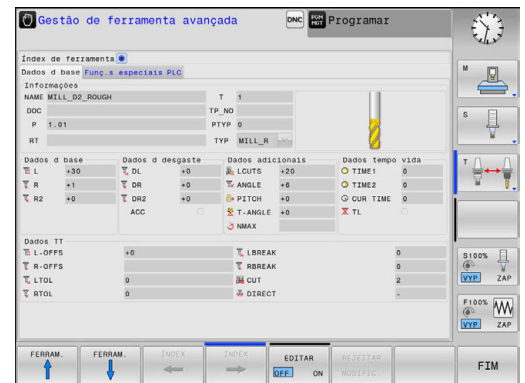 Gestão de ferramenta avançada
DNC
PGM MGT
Programar
Índex de ferramenta
Dados d base Funç.s especiais PLC
Informações
NAME MILL_D2_ROUGH T 1
DOC TP_NO
P 1.01 PTYP 0
RT TYP MILL_R
Dados d base Dados d desgaste Dados adicionais Dados tempo vida
L +30 DL +0 LCUTS +20 TIME1 0
R +1 DR +0 ANGLE +6 TIME2 0
R2 +0 DR2 +0 PITCH +0 CUR TIME 0
ACC T-ANGLE +0 TL
NMAX
Dados TT
L-OFFS +0 LBREAK 0
R-OFFS RBREAK 0
LTOL 0 CUT 2
RTOL 0 DIRECT -
M
S
T
S100%
VYP ZAP
F100%
VYP ZAP
FERRAM.
FERRAM.
ÍNDEX
ÍNDEX
EDITAR
OFF ON
REJEITAR
MODIFIC.
FIM